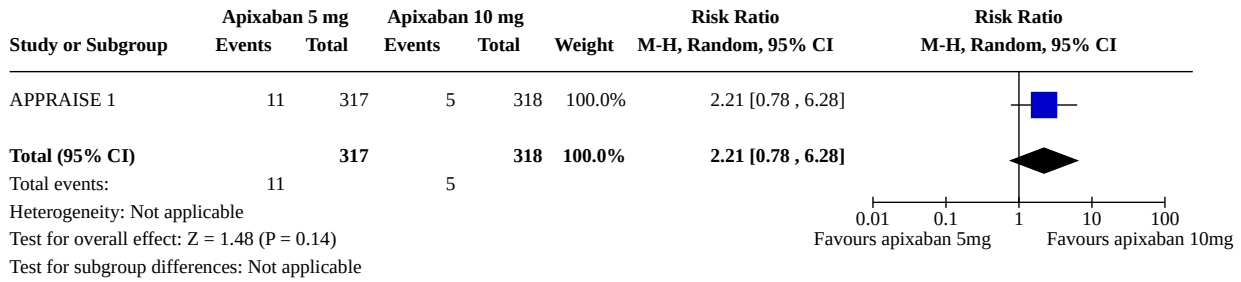 Apixaban 5 mg Apixaban 10 mg Risk Ratio Risk Ratio
Study or Subgroup Events Total Events Total Weight M-H, Random, 95% CI M-H, Random, 95% CI
APPRAISE 1 11 317 5 318 100.0% 2.21 [0.78 , 6.28]
Total (95% CI) 317 318 100.0% 2.21 [0.78 , 6.28]
Total events: 11 5
Heterogeneity: Not applicable
0.01 0.1 1 10 100
Test for overall effect: Z = 1.48 (P = 0.14) Favours apixaban 5mg Favours apixaban 10mg
Test for subgroup differences: Not applicable